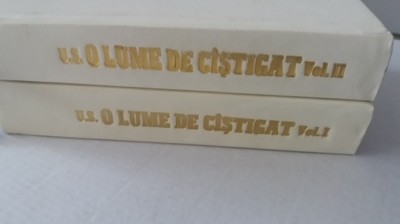 U.S. O LUME DE CÎȘTIGAT Vol. II
U.S. O LUME DE CÎȘTIGAT Vol. I